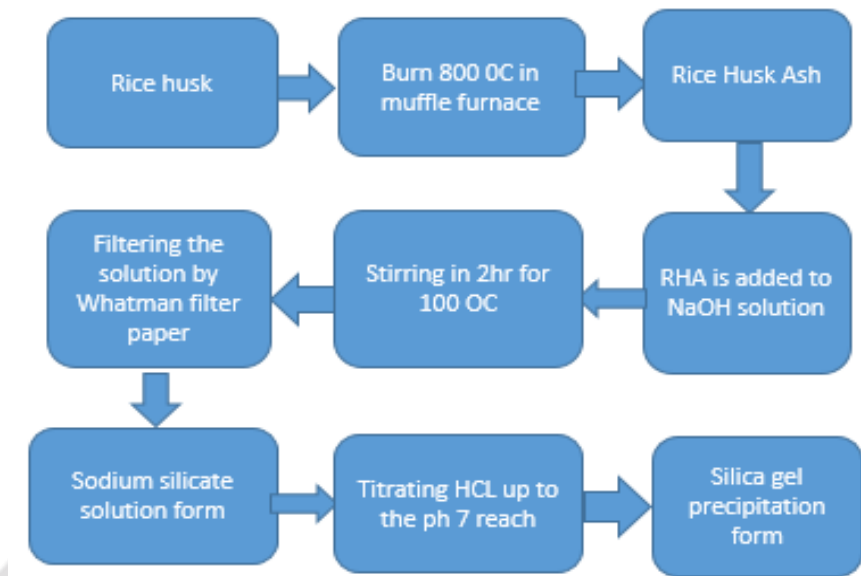 Rice husk
Burn 800 0C in
muffle furnace
Rice Husk Ash
RHA is added to
NaOH solution
Stirring in 2hr for
100 OC
Filtering the
solution by
Whatman filter
paper
Sodium silicate
solution form
Titrating HCL up to
the ph 7 reach
Silica gel
precipitation
form